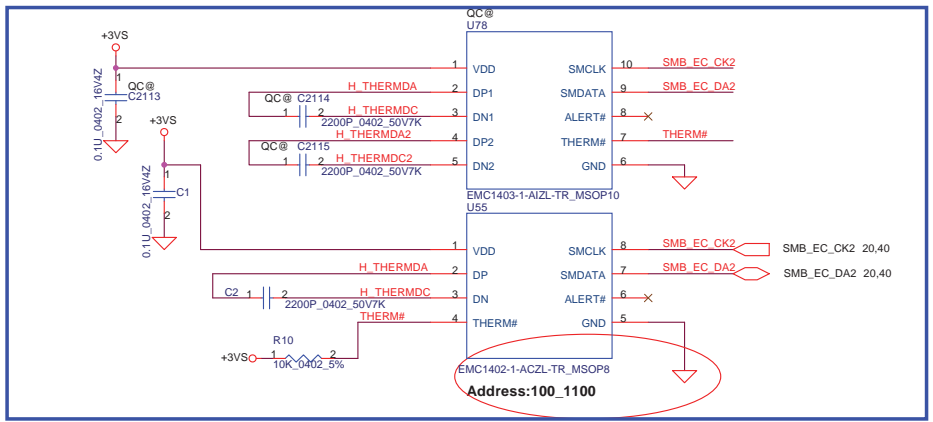 QC@
U78
+3VS
1 VDD SMCLK 10 SMB_EC_CK2
H_THERMDA 2 DP1 SMDATA 9 SMB_EC_DA2
1 QC@ C2113 2
0.1U_0402_16V4Z
QC@ C2114
1 2 H_THERMDC 3 DN1 ALERT# 8
2200P_0402_50V7K
+3VS
H_THERMDA2 4 DP2 THERM# 7 THERM#
QC@ C2115
1 2 H_THERMDC2 5 DN2 GND 6
2200P_0402_50V7K
1 C1 2
0.1U_0402_16V4Z
EMC1403-1-AIZL-TR_MSOP10
U55
1 VDD SMCLK 8 SMB_EC_CK2 SMB_EC_CK2 20,40
H_THERMDA 2 DP SMDATA 7 SMB_EC_DA2 SMB_EC_DA2 20,40
C2 1 2 H_THERMDC 3 DN ALERT# 6
2200P_0402_50V7K
THERM# 4 THERM# GND 5
R10
+3VS 1 2
10K_0402_5%
EMC1402-1-ACZL-TR_MSOP8
Address:100_1100